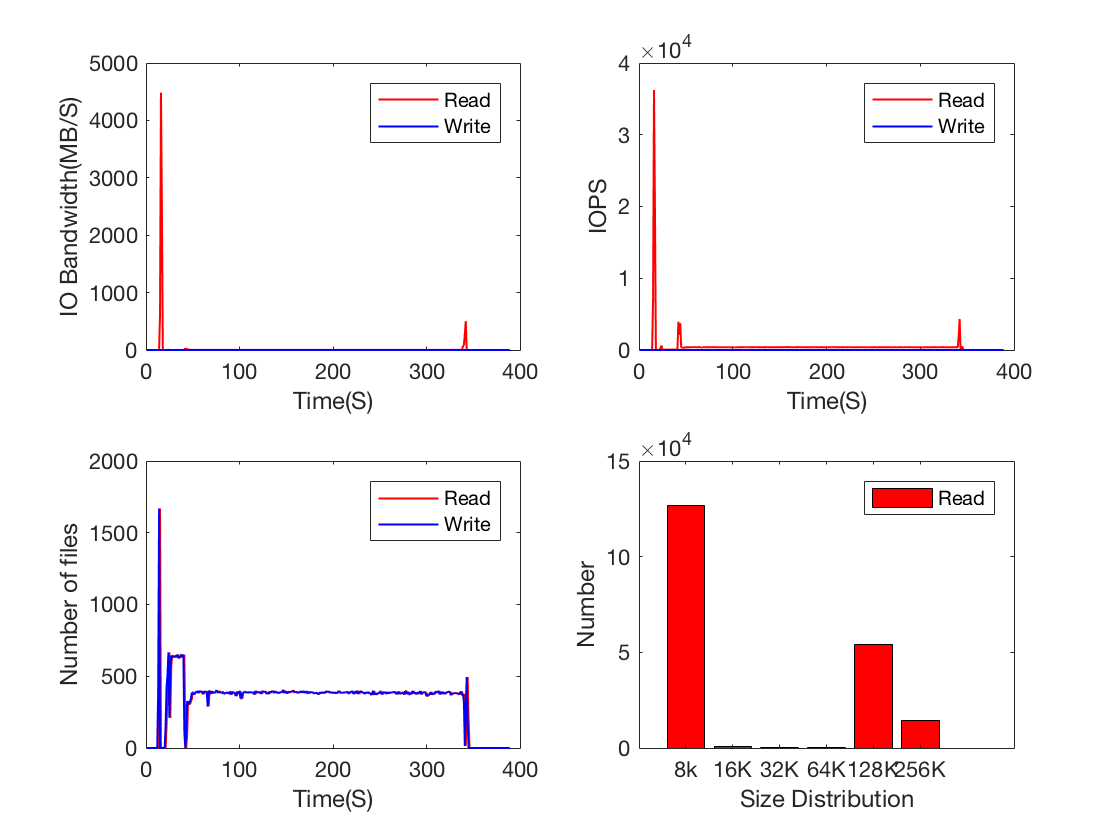 5000
4000
3000
2000
1000
0
IO Bandwidth(MB/S)
0 100 200 300 400
Time(S)
Read
Write
×10^4
4
3
2
1
0
IOPS
0 100 200 300 400
Time(S)
Read
Write
2000
1500
1000
500
0
Number of files
0 100 200 300 400
Time(S)
Read
Write
×10^4
15
10
5
0
Number
8k 16K 32K 64K 128K 256K
Size Distribution
Read